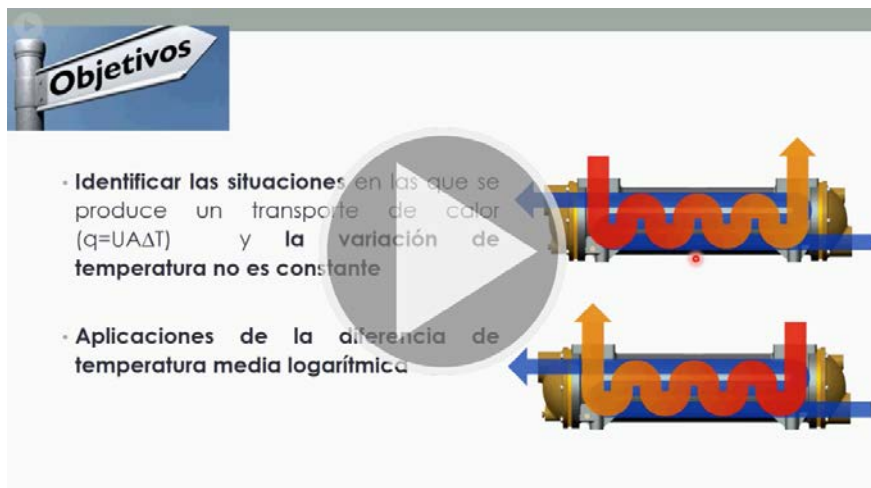 Objetivos
Identificar las situaciones en las que se
produce un transporte de calor
(q=UAΔT) y la variación de
temperatura no es constante
Aplicaciones de la diferencia de
temperatura media logarítmica